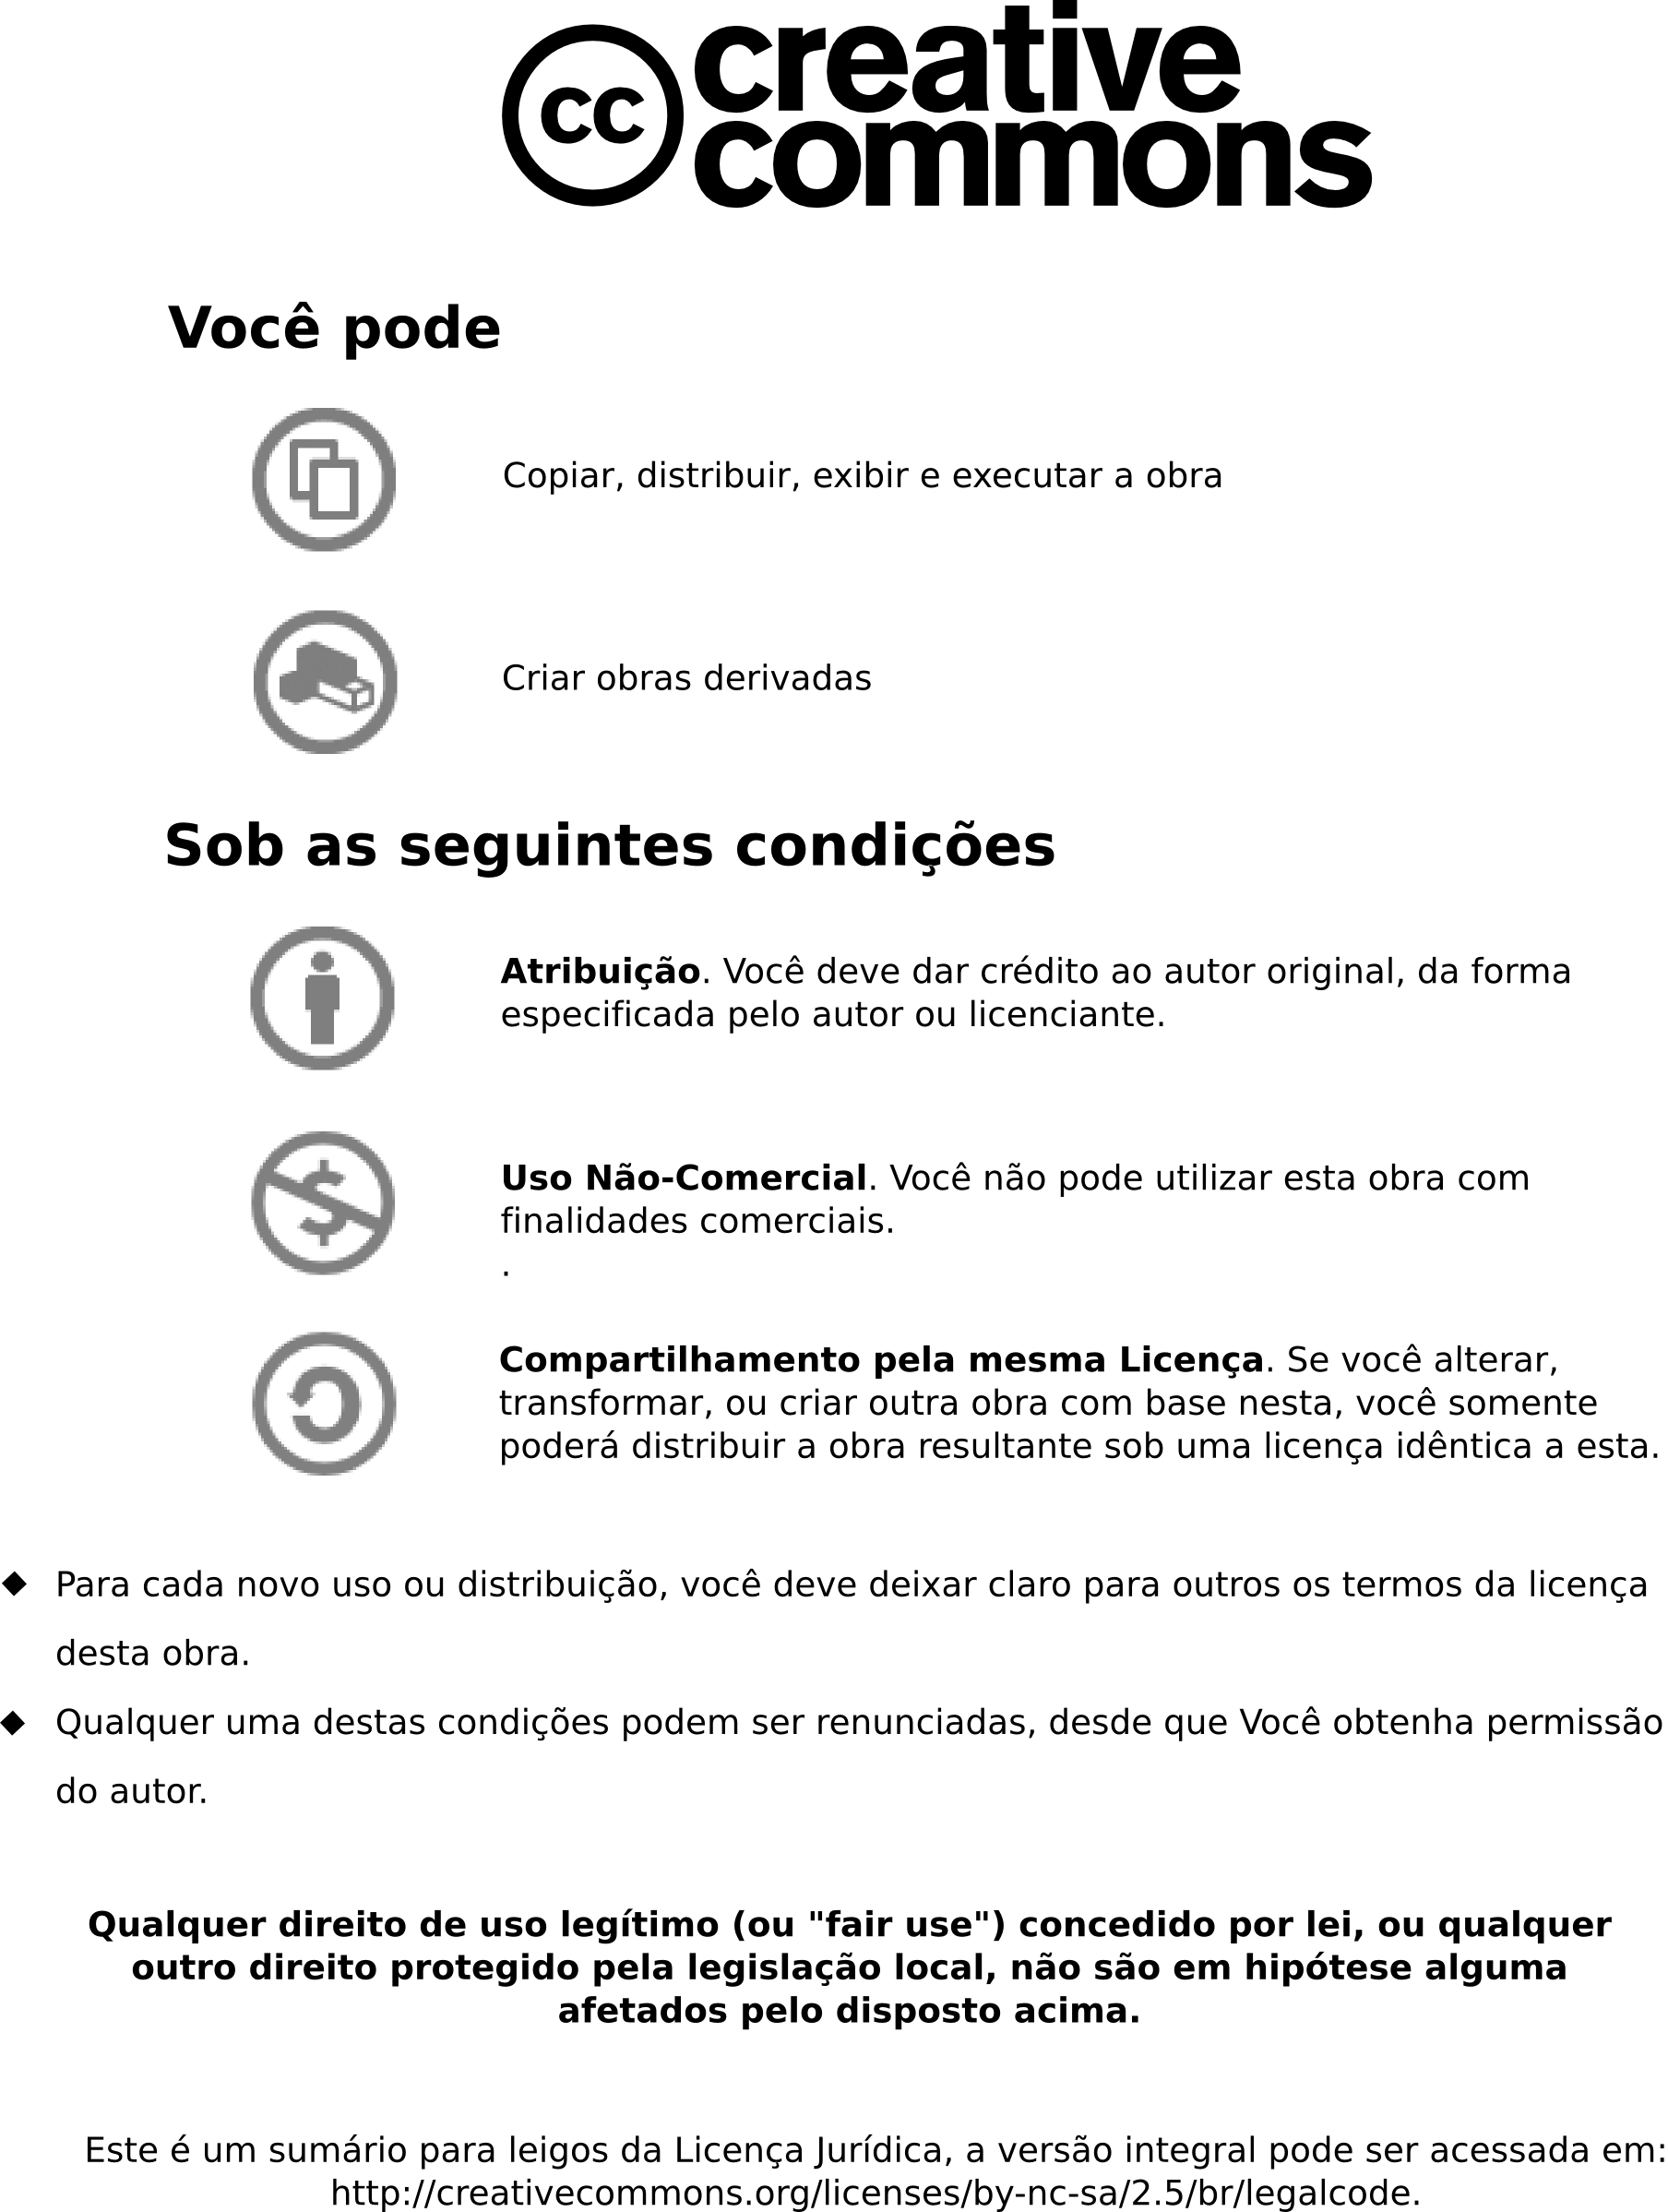 cc creative
commons
Você pode
Copiar, distribuir, exibir e executar a obra
Criar obras derivadas
Sob as seguintes condições
Atribuição. Você deve dar crédito ao autor original, da forma
especificada pelo autor ou licenciante.
$
Uso Não-Comercial. Você não pode utilizar esta obra com
finalidades comerciais.
.
Compartilhamento pela mesma Licença. Se você alterar,
transformar, ou criar outra obra com base nesta, você somente
poderá distribuir a obra resultante sob uma licença idêntica a esta.
◆ Para cada novo uso ou distribuição, você deve deixar claro para outros os termos da licença
desta obra.
◆ Qualquer uma destas condições podem ser renunciadas, desde que Você obtenha permissão
do autor.
Qualquer direito de uso legítimo (ou "fair use") concedido por lei, ou qualquer
outro direito protegido pela legislação local, não são em hipótese alguma
afetados pelo disposto acima.
Este é um sumário para leigos da Licença Jurídica, a versão integral pode ser acessada em:
http://creativecommons.org/licenses/by-nc-sa/2.5/br/legalcode.